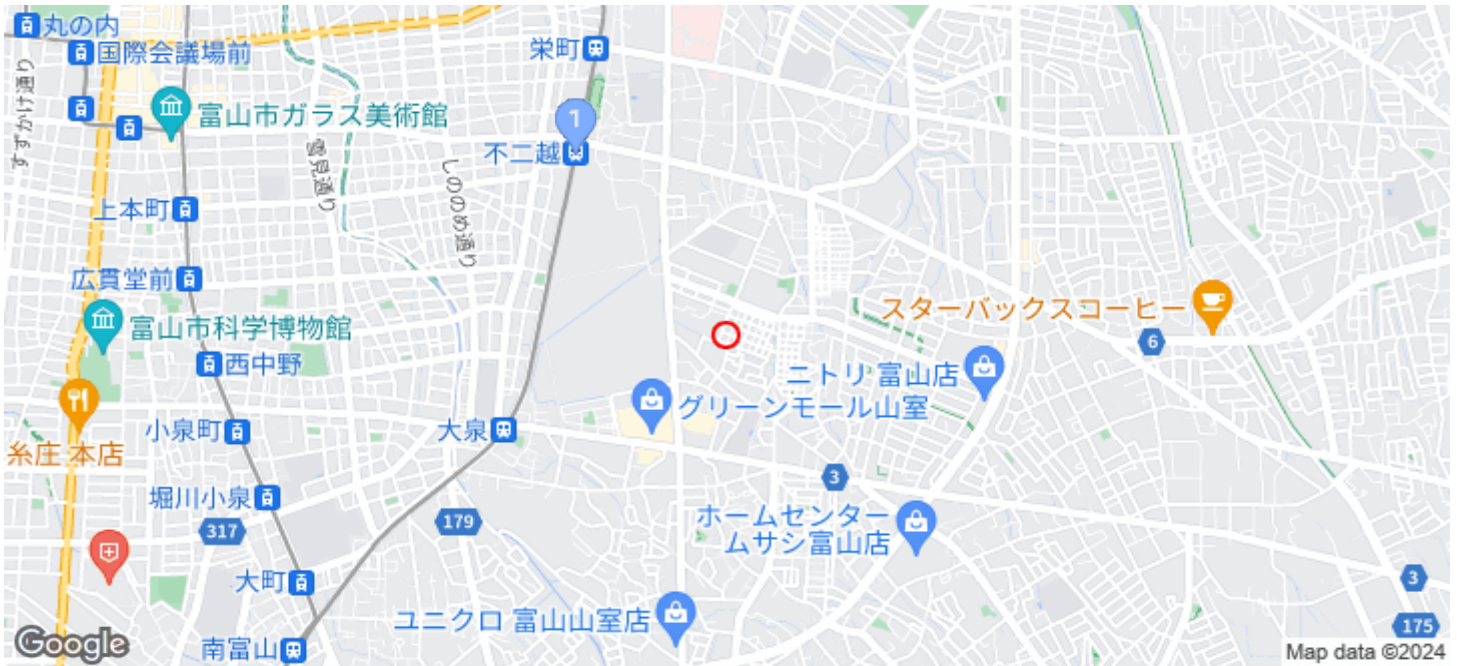 丸の内
国際会議場前
栄町
すずかけ通り
富山市ガラス美術館
1
不二越
雪見通り
しののめ通り
上本町
広貫堂前
スターバックスコーヒー
富山市科学博物館
6
西中野
ニトリ 富山店
グリーンモール山室
小泉町
大泉
糸庄 本店
3
堀川小泉
317
179
ホームセンター
ムサシ富山店
大町
3
ユニクロ 富山山室店
175
南富山
Google
Map data ©2024